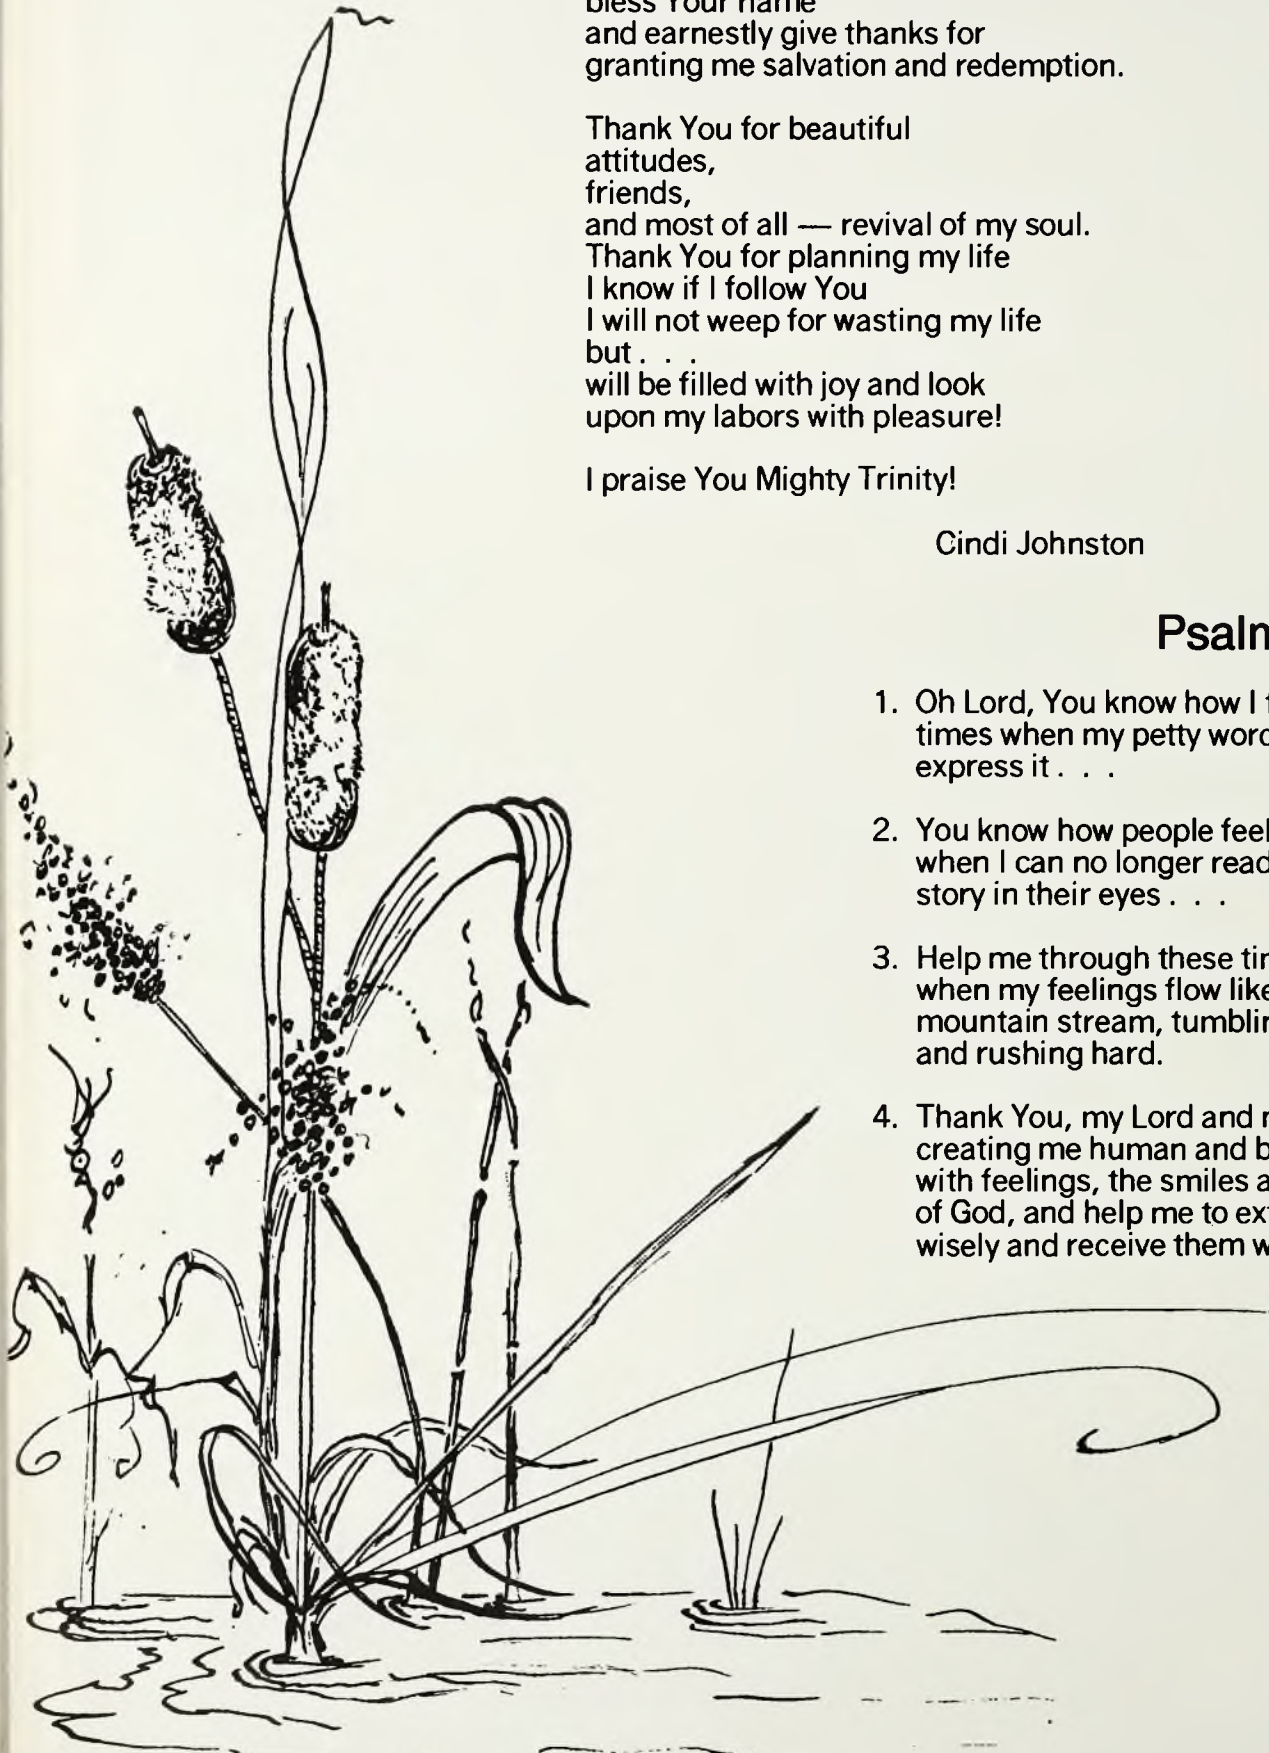 bless Your name
and earnestly give thanks for
granting me salvation and redemption.
Thank You for beautiful
attitudes,
friends,
and most of all — revival of my soul.
Thank You for planning my life
I know if I follow You
I will not weep for wasting my life
but . . .
will be filled with joy and look
upon my labors with pleasure!
I praise You Mighty Trinity!
Cindi Johnston
1. Oh Lord, You know how I
times when my petty
express it . . .
2. You know how people feel
when I can no longer read
story in their eyes . . .
3. Help me through these
when my feelings flow like
mountain stream,
and rushing hard.
4. Thank You, my Lord and
creating me human and
with feelings, the smiles
of God, and help me to
wisely and receive them